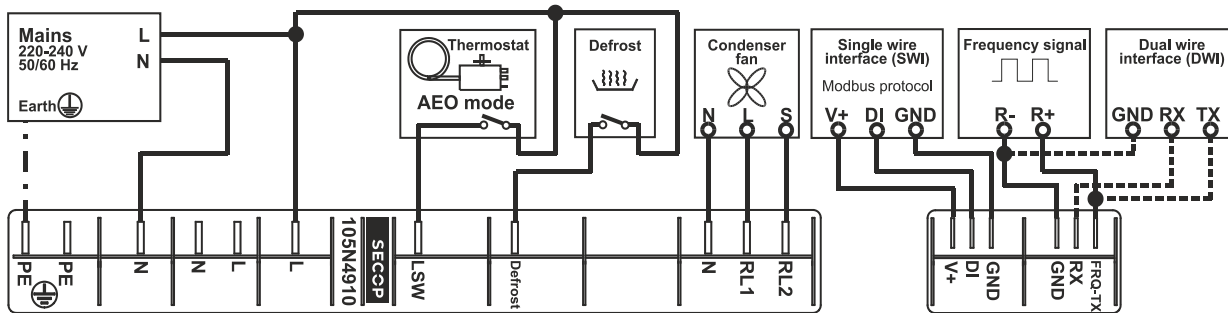 Mains
220-240 V
50/60 Hz
L
N
Earth
Thermostat
AEO mode
Defrost
Condenser
fan
N L S
Single wire
interface (SWI)
Modbus protocol
V+ DI GND
Frequency signal
R- R+
Dual wire
interface (DWI)
GND RX TX
PE
PE
N
N
L
L
105N4910
SECOP
LSW
Defrost
N
RL1
RL2
V+
DI
GND
GND
RX
FRQ-TX